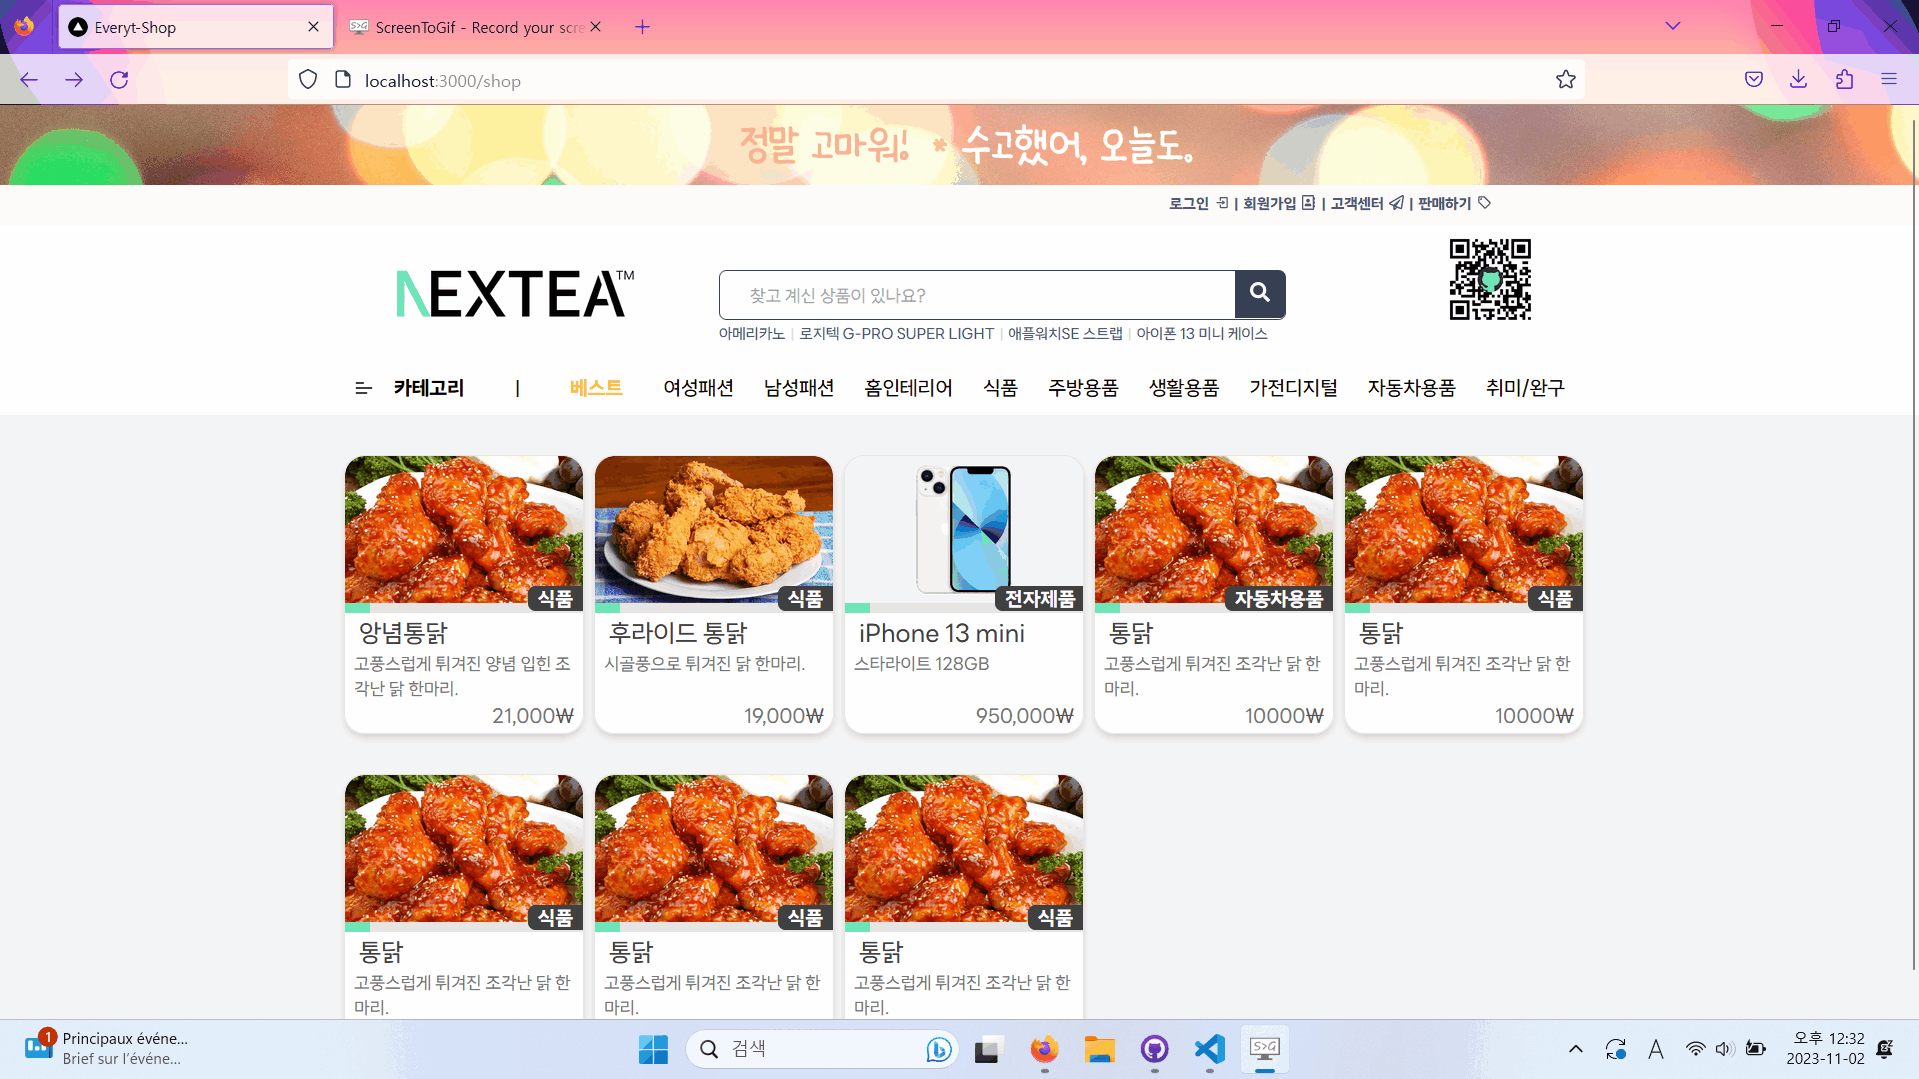 Everyt-Shop
ScreenToGif - Record your scre
localhost:3000/shop
정말 고마워! * 수고했어, 오늘도.
로그인 | 회원가입 | 고객센터 | 판매하기
NEXTEA™
찾고 계신 상품이 있나요?
아메리카노 | 로지텍 G-PRO SUPER LIGHT | 애플워치SE 스트랩 | 아이폰 13 미니 케이스
카테고리 | 베스트 여성패션 남성패션 홈인테리어 식품 주방용품 생활용품 가전디지털 자동차용품 취미/완구
식품
앙념통닭
고풍스럽게 튀겨진 양념 입힌 조
각난 닭 한마리.
21,000₩
식품
후라이드 통닭
시골풍으로 튀겨진 닭 한마리.
19,000₩
전자제품
iPhone 13 mini
스타라이트 128GB
950,000₩
자동차용품
통닭
고풍스럽게 튀겨진 조각난 닭 한
마리.
10000₩
식품
통닭
고풍스럽게 튀겨진 조각난 닭 한
마리.
10000₩
식품
통닭
고풍스럽게 튀겨진 조각난 닭 한
마리.
식품
통닭
고풍스럽게 튀겨진 조각난 닭 한
마리.
식품
통닭
고풍스럽게 튀겨진 조각난 닭 한
마리.
1
Principaux événe...
Brief sur l'événe...
검색
S>G
A
오후 12:32
2023-11-02